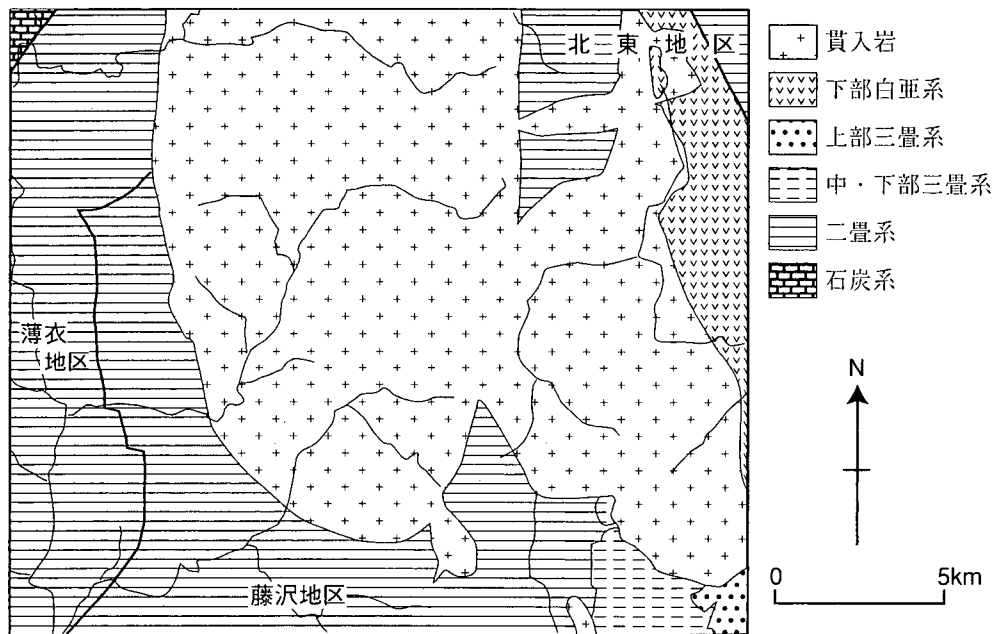 北東地区
薄衣
地区
藤沢地区
貫入岩
下部白亜系
上部三畳系
中・下部三畳系
二畳系
石炭系
N
0 5km